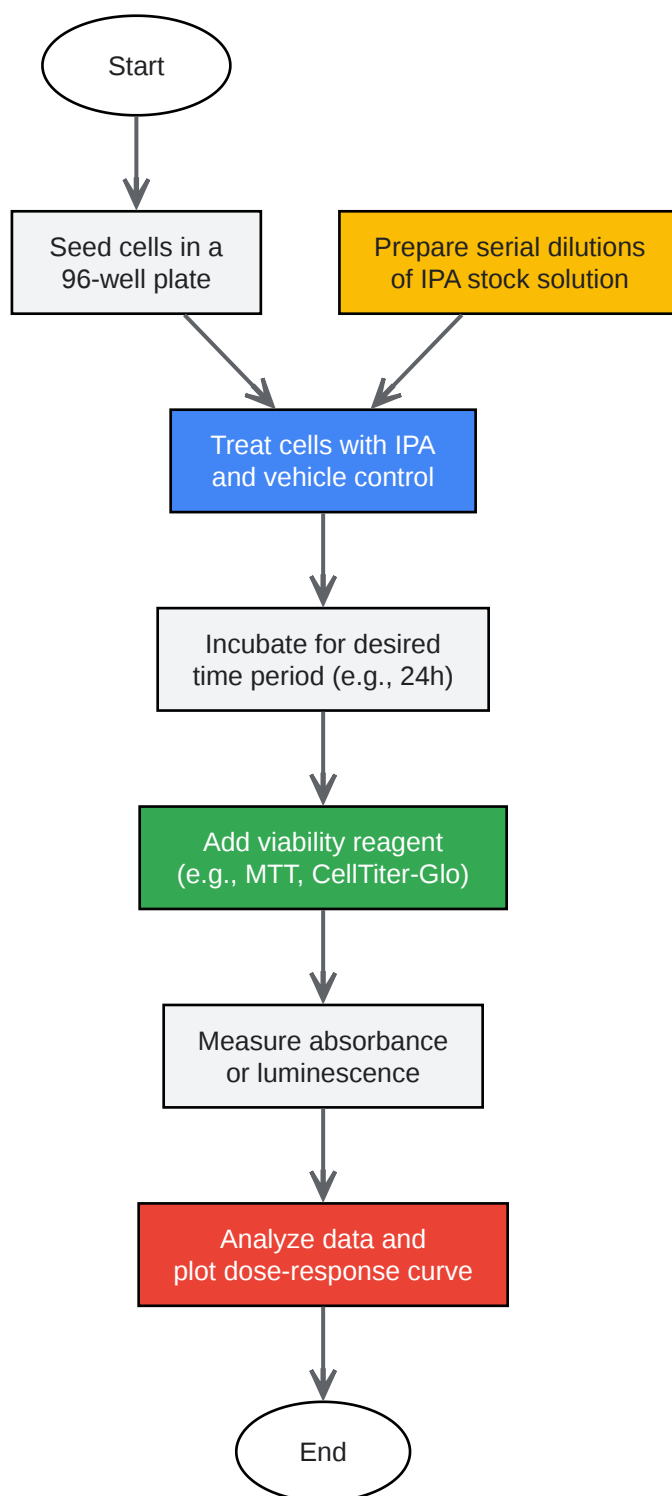 Start
Seed cells in a
96-well plate
Prepare serial dilutions
of IPA stock solution
Treat cells with IPA
and vehicle control
Incubate for desired
time period (e.g., 24h)
Add viability reagent
(e.g., MTT, CellTiter-Glo)
Measure absorbance
or luminescence
Analyze data and
plot dose-response curve
End